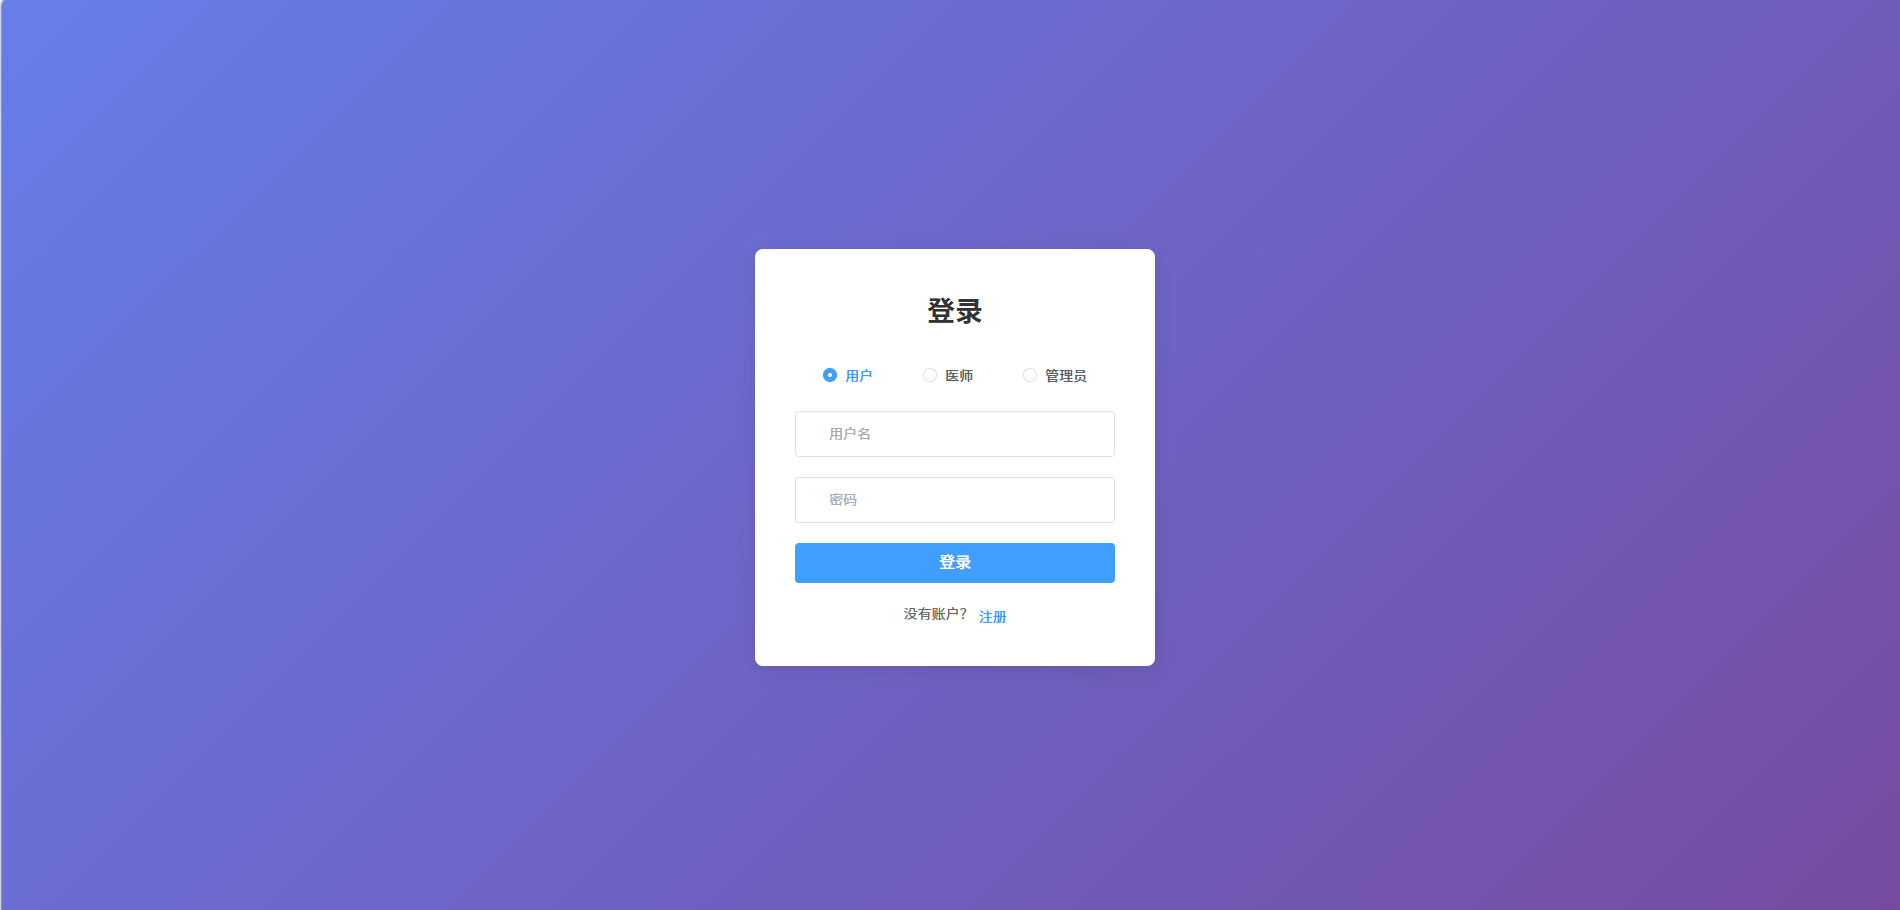 登录
用户 医师 管理员
用户名
密码
登录
没有账户？ 注册